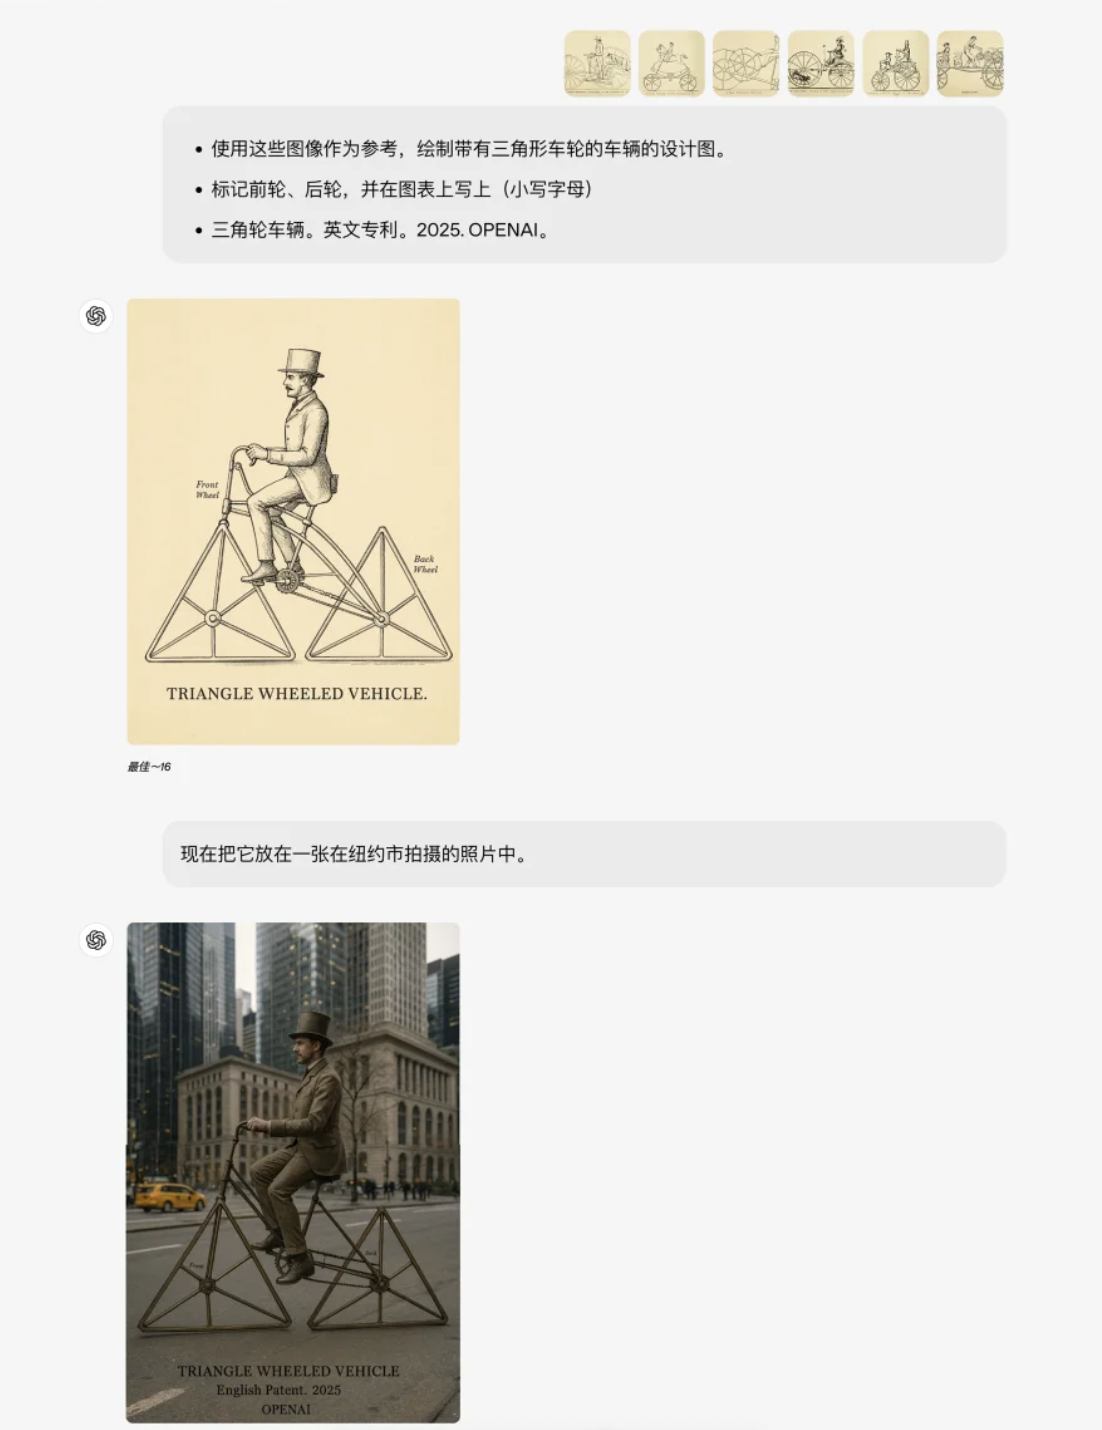 使用这些图像作为参考，绘制带有三角形车轮的车辆的设计图。
标记前轮、后轮，并在图表上写上（小写字母）
三角轮车辆。英文专利。2025. OPENAI。
Front
Wheel
Back
Wheel
TRIANGLE WHEELED VEHICLE.
最佳~16
现在把它放在一张在纽约市拍摄的照片中。
Front
Back
TRIANGLE WHEELED VEHICLE
English Patent. 2025
OPENAI